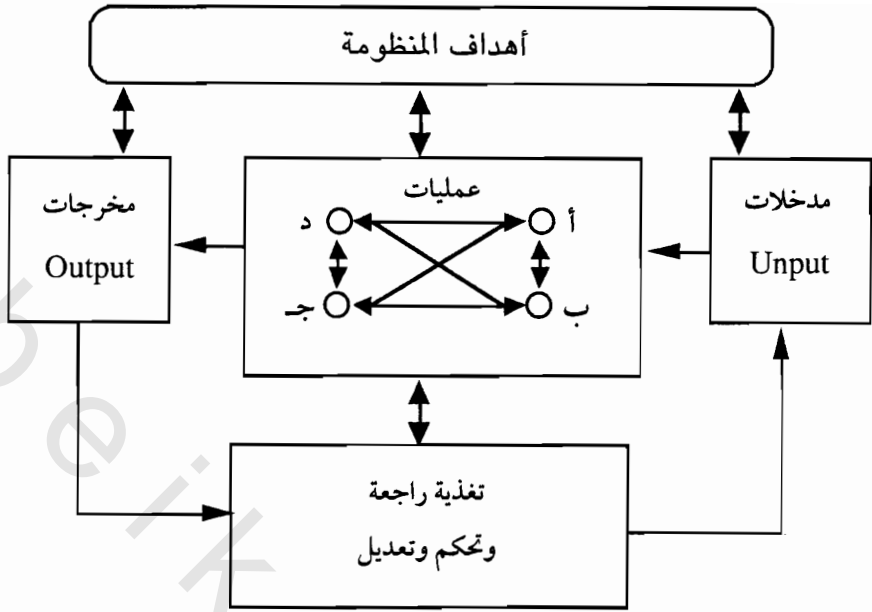 أهداف المنظومة
مدخلات
Unput
عمليات
أ
د
ب
جـ
مخرجات
Output
تغذية راجعة
وتحكم وتعديل
b e i k